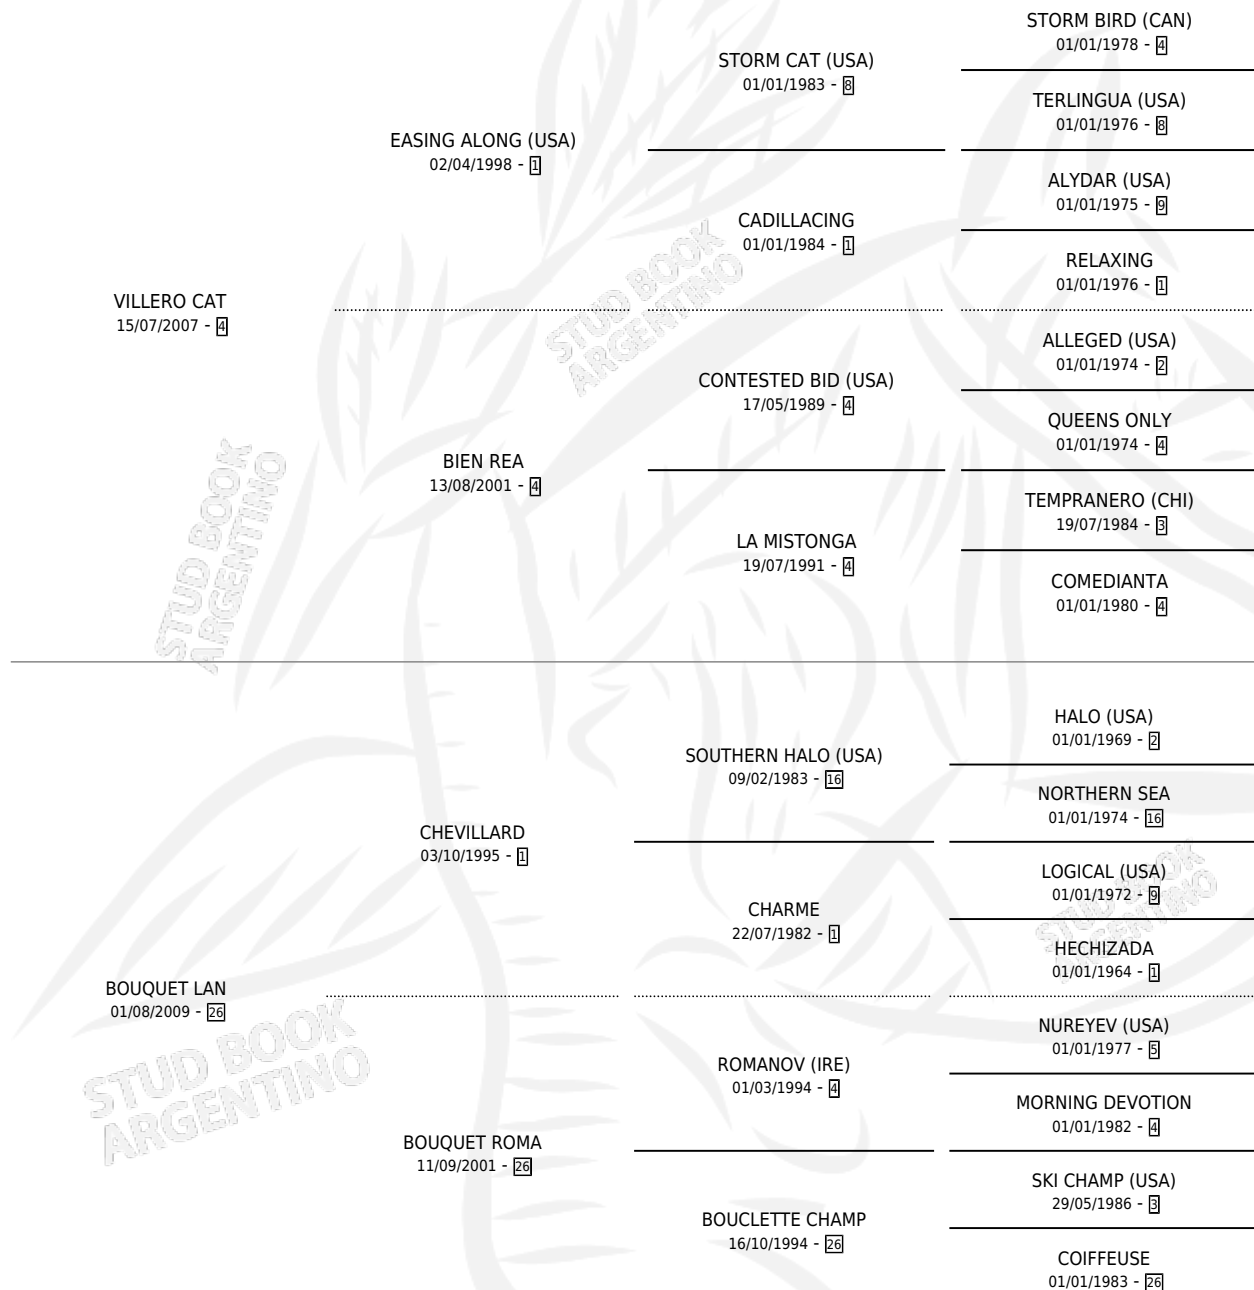 STORM BIRD (CAN)
01/01/1978 - 4
STORM CAT (USA)
01/01/1983 - 8
TERLINGUA (USA)
01/01/1976 - 8
EASING ALONG (USA)
02/04/1998 - 1
ALYDAR (USA)
01/01/1975 - 9
CADILLACING
01/01/1984 - 1
RELAXING
01/01/1976 - 1
VILLERO CAT
15/07/2007 - 4
ALLEGED (USA)
01/01/1974 - 2
CONTESTED BID (USA)
17/05/1989 - 4
QUEENS ONLY
01/01/1974 - 4
BIEN REA
13/08/2001 - 4
TEMPRANERO (CHI)
19/07/1984 - 3
LA MISTONGA
19/07/1991 - 4
COMEDIANTA
01/01/1980 - 4
HALO (USA)
01/01/1969 - 2
SOUTHERN HALO (USA)
09/02/1983 - 16
NORTHERN SEA
01/01/1974 - 16
CHEVILLARD
03/10/1995 - 1
LOGICAL (USA)
01/01/1972 - 9
CHARME
22/07/1982 - 1
HECHIZADA
01/01/1964 - 1
BOUQUET LAN
01/08/2009 - 26
NUREYEV (USA)
01/01/1977 - 5
ROMANOV (IRE)
01/03/1994 - 4
MORNING DEVOTION
01/01/1982 - 4
BOUQUET ROMA
11/09/2001 - 26
SKI CHAMP (USA)
29/05/1986 - 3
BOUCLETTE CHAMP
16/10/1994 - 26
COIFFEUSE
01/01/1983 - 26
STUD BOOK
ARGENTINO
STUD BOOK
ARGENTINO
STUD BOOK
ARGENTINO
STUD BOOK
ARGENTINO